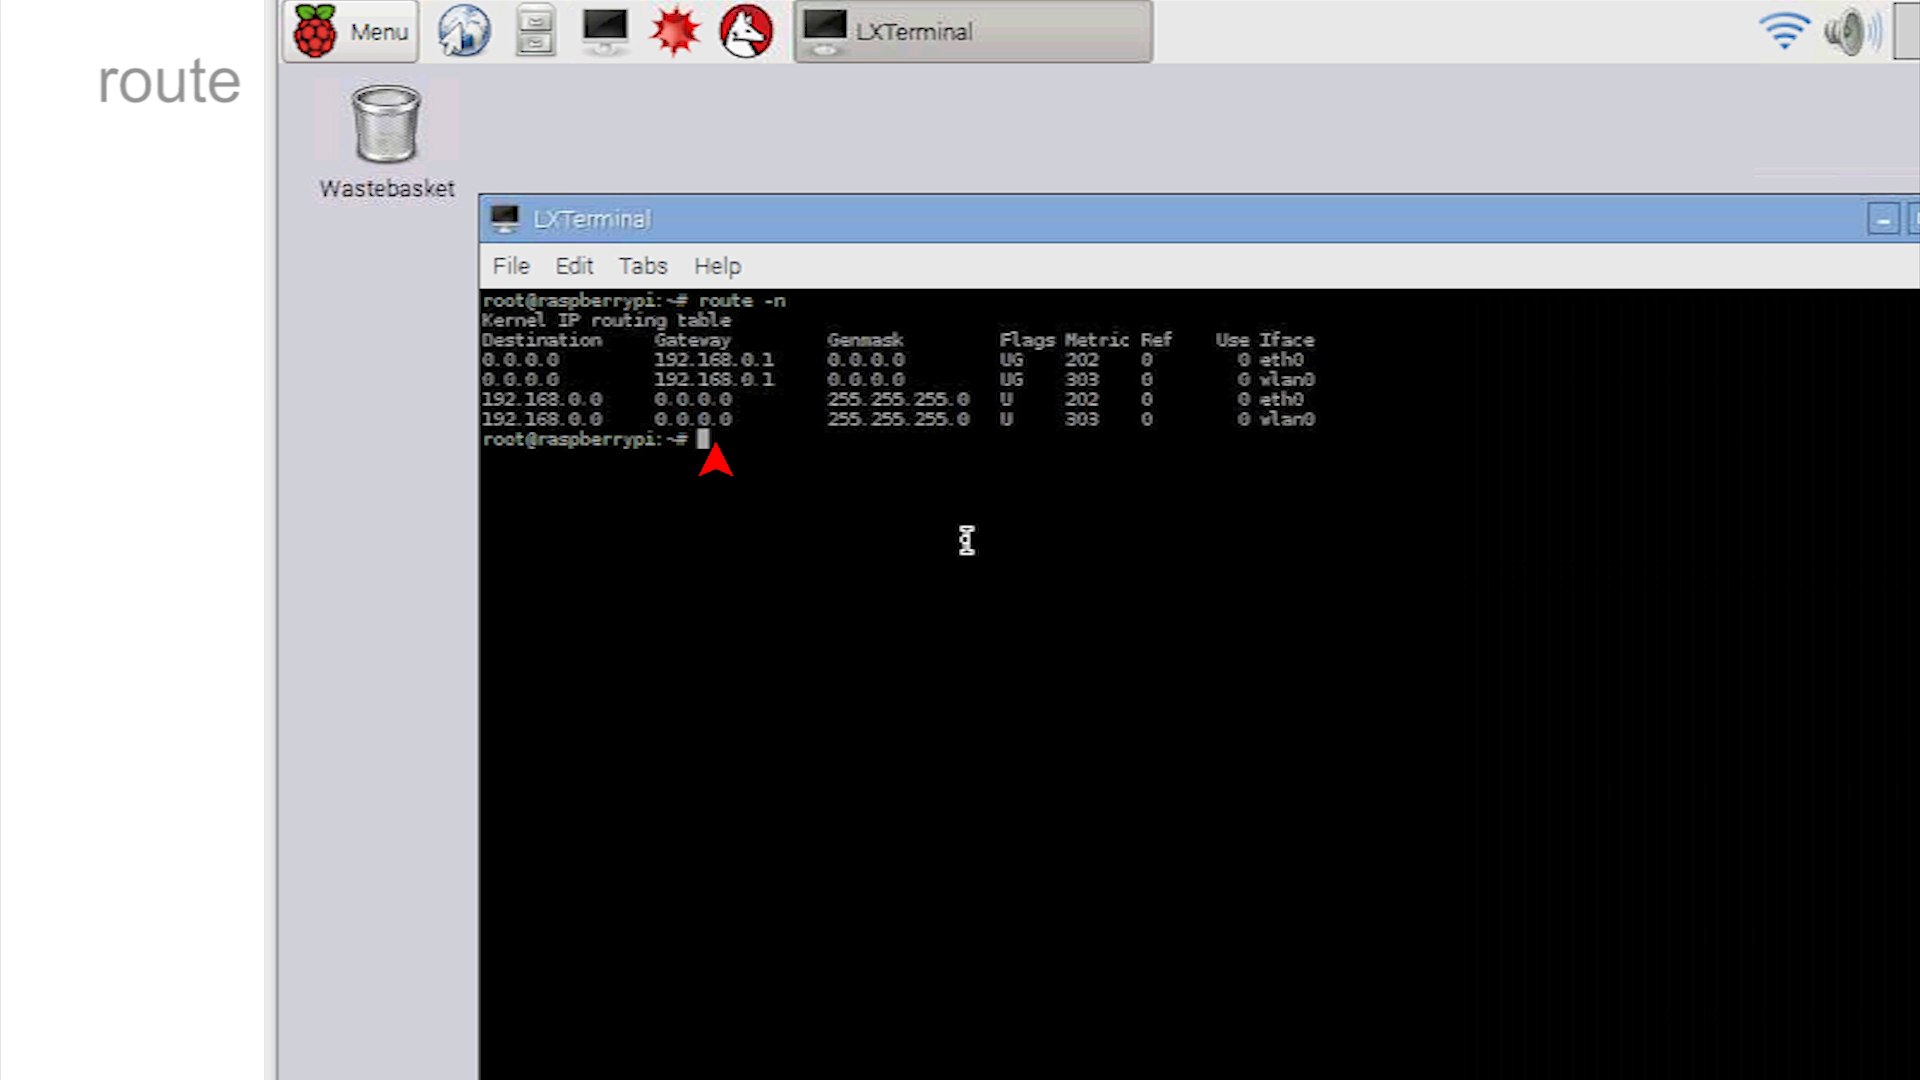 route
Menu
LXTerminal
Wastebasket
LXTerminal
File Edit Tabs Help
root@raspberrypi:~# route -n
Kernel IP routing table
Destination Gateway Genmask Flags Metric Ref Use Iface
0.0.0.0 192.168.0.1 0.0.0.0 UG 202 0 0 eth0
0.0.0.0 192.168.0.1 0.0.0.0 UG 303 0 0 wlan0
192.168.0.0 0.0.0.0 255.255.255.0 U 202 0 0 eth0
192.168.0.0 0.0.0.0 255.255.255.0 U 303 0 0 wlan0
root@raspberrypi:~#